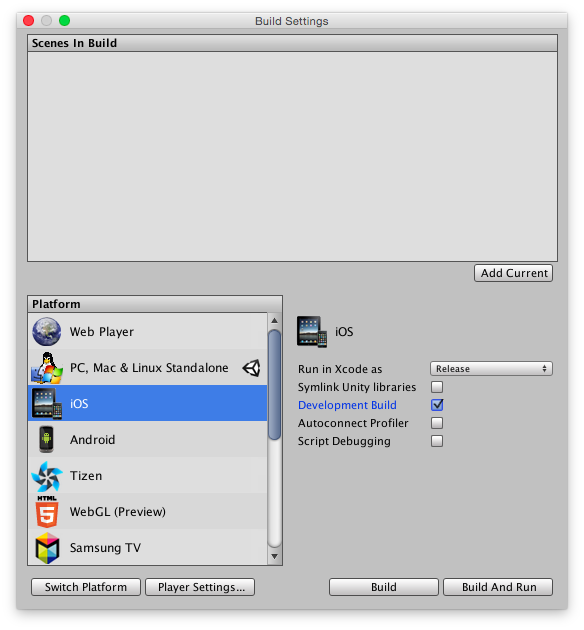 Build Settings
Scenes In Build
Add Current
Platform
Web Player
PC, Mac & Linux Standalone
iOS
Android
Tizen
HTML
5
WebGL (Preview)
Samsung TV
iOS
Run in Xcode as Release
Symlink Unity libraries
Development Build
Autoconnect Profiler
Script Debugging
Switch Platform Player Settings... Build Build And Run